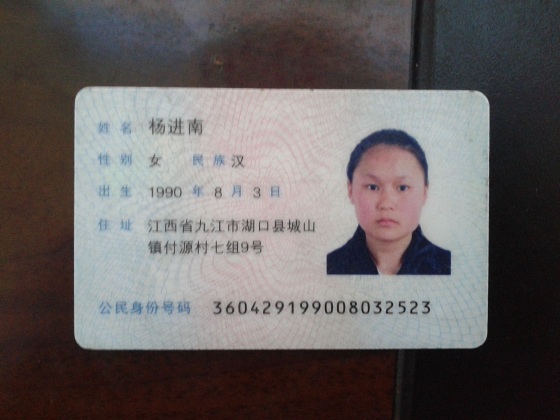 姓名 杨进南
性别 女 民族 汉
出生 1990 年 8 月 3 日
住址 江西省九江市湖口县城山
镇付源村七组9号
公民身份号码 360429199008032523